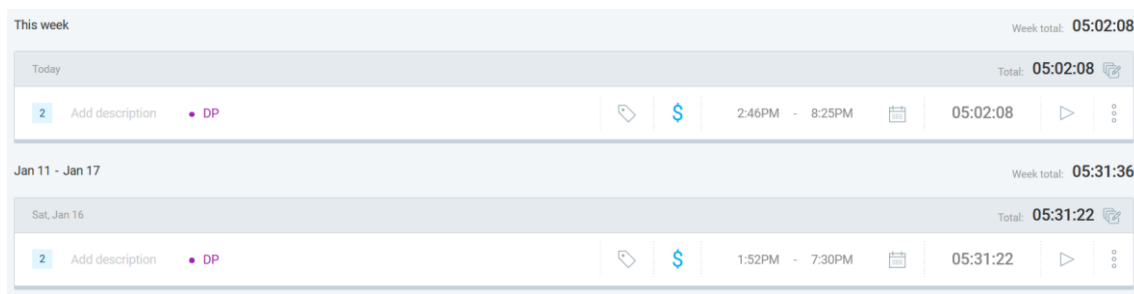 This week Week total: 05:02:08
Today Total: 05:02:08
2 Add description • DP $ 2:46PM - 8:25PM 05:02:08
Jan 11 - Jan 17 Week total: 05:31:36
Sat, Jan 16 Total: 05:31:22
2 Add description • DP $ 1:52PM - 7:30PM 05:31:22